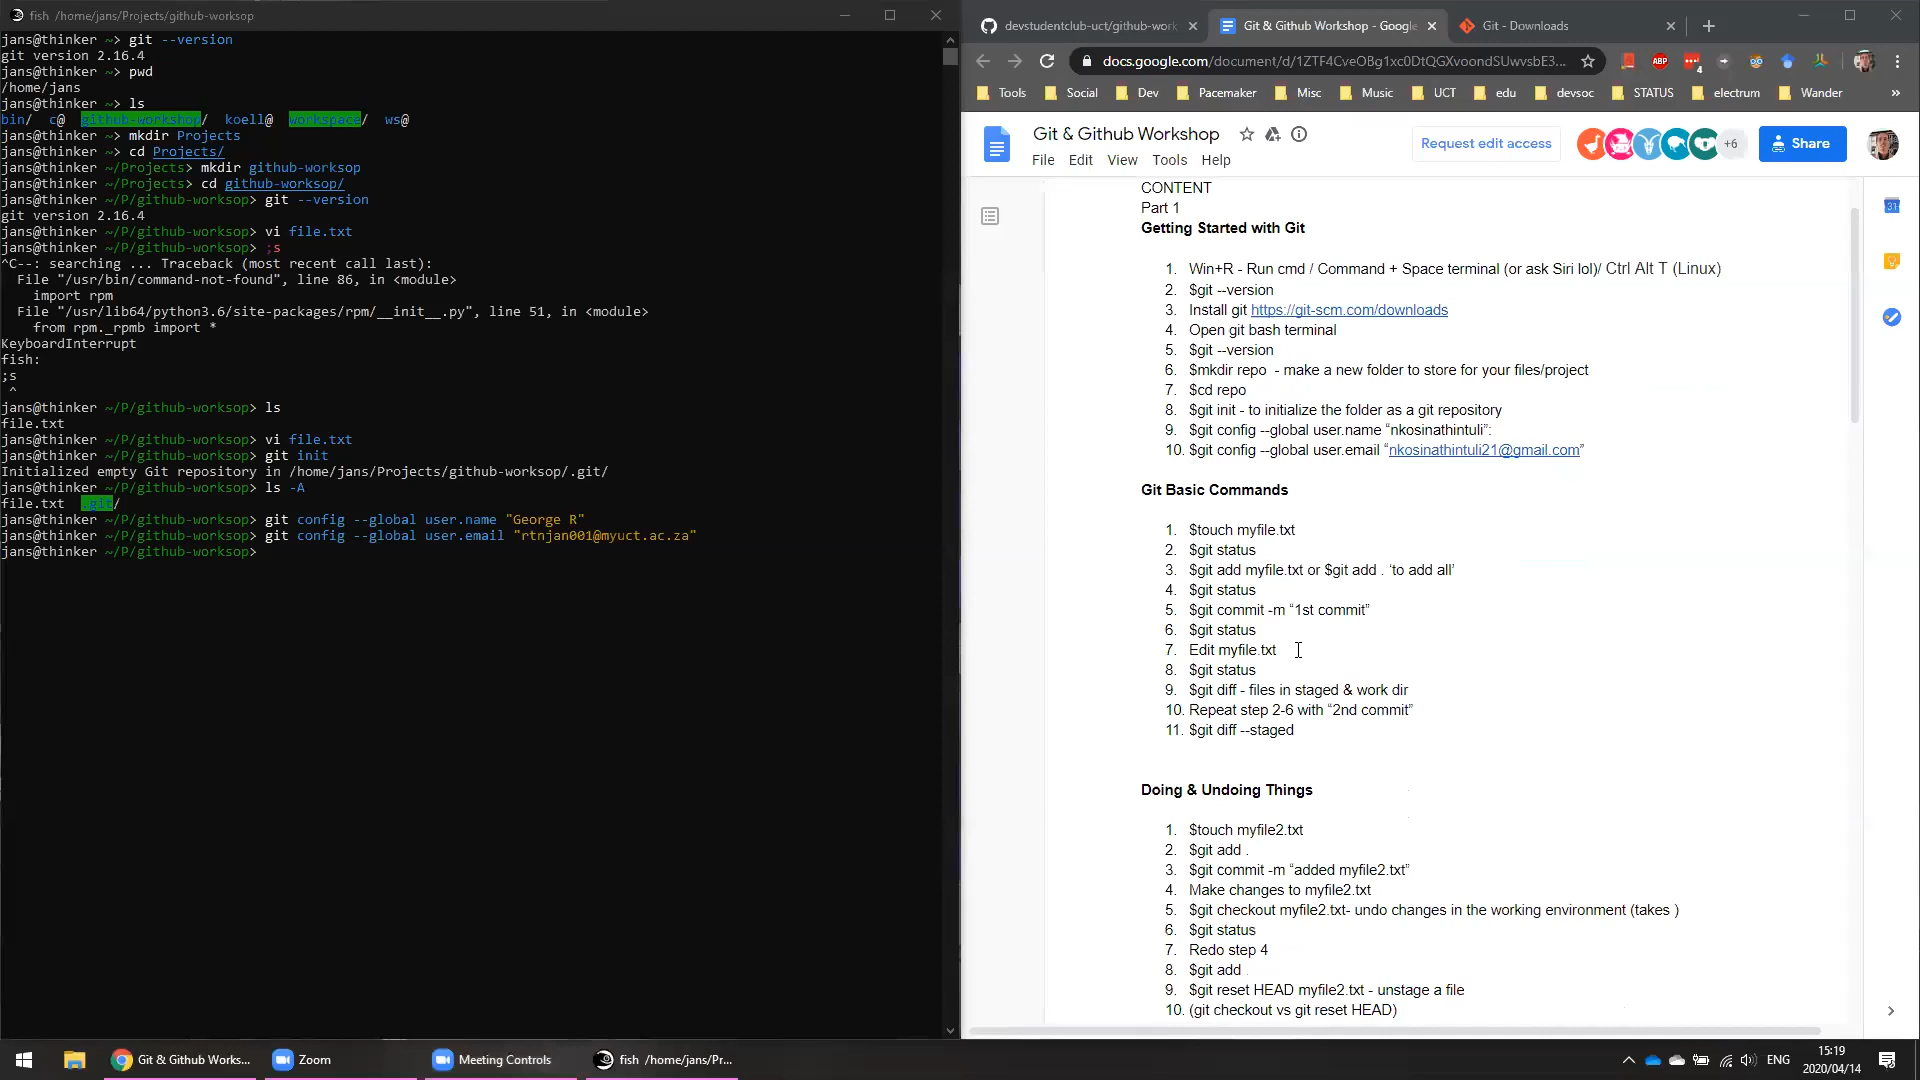 fish /home/jans/Projects/github-worksop
jans@thinker ~> git --version
git version 2.16.4
jans@thinker ~> pwd
/home/jans
jans@thinker ~> ls
bin/ c@ github-workshop/ koell@ workspace/ ws@
jans@thinker ~> mkdir Projects
jans@thinker ~> cd Projects/
jans@thinker ~/Projects> mkdir github-worksop
jans@thinker ~/Projects> cd github-worksop/
jans@thinker ~/P/github-worksop> git --version
git version 2.16.4
jans@thinker ~/P/github-worksop> vi file.txt
jans@thinker ~/P/github-worksop> ;s
^C--: searching ... Traceback (most recent call last):
File "/usr/bin/command-not-found", line 86, in <module>
import rpm
File "/usr/lib64/python3.6/site-packages/rpm/__init__.py", line 51, in <module>
from rpm._rpmb import *
KeyboardInterrupt
fish:
;s
^
jans@thinker ~/P/github-worksop> ls
file.txt
jans@thinker ~/P/github-worksop> vi file.txt
jans@thinker ~/P/github-worksop> git init
Initialized empty Git repository in /home/jans/Projects/github-worksop/.git/
jans@thinker ~/P/github-worksop> ls -A
file.txt .git/
jans@thinker ~/P/github-worksop> git config --global user.name "George R"
jans@thinker ~/P/github-worksop> git config --global user.email "rtnjan001@myuct.ac.za"
jans@thinker ~/P/github-worksop>
devstudentclub-uct/github-work
Git & Github Workshop - Google
Git - Downloads
docs.google.com/document/d/1ZTF4CveOBg1xc0DtQGXvoondSUwvsbE3...
ABP
4
Tools Social Dev Pacemaker Misc Music UCT edu devsoc STATUS electrum Wander »
Git & Github Workshop
File Edit View Tools Help
Request edit access
+6
Share
31
CONTENT
Part 1
Getting Started with Git
1. Win+R - Run cmd / Command + Space terminal (or ask Siri lol)/ Ctrl Alt T (Linux)
2. $git --version
3. Install git https://git-scm.com/downloads
4. Open git bash terminal
5. $git --version
6. $mkdir repo - make a new folder to store for your files/project
7. $cd repo
8. $git init - to initialize the folder as a git repository
9. $git config --global user.name “nkosinathintuli”:
10. $git config --global user.email “nkosinathintuli21@gmail.com”
Git Basic Commands
1. $touch myfile.txt
2. $git status
3. $git add myfile.txt or $git add . ‘to add all’
4. $git status
5. $git commit -m “1st commit”
6. $git status
7. Edit myfile.txt
8. $git status
9. $git diff - files in staged & work dir
10. Repeat step 2-6 with “2nd commit”
11. $git diff --staged
Doing & Undoing Things
1. $touch myfile2.txt
2. $git add .
3. $git commit -m “added myfile2.txt”
4. Make changes to myfile2.txt
5. $git checkout myfile2.txt- undo changes in the working environment (takes )
6. $git status
7. Redo step 4
8. $git add .
9. $git reset HEAD myfile2.txt - unstage a file
10. (git checkout vs git reset HEAD)
Git & Github Works...
Zoom
Meeting Controls
fish /home/jans/Pr...
ENG
15:19
2020/04/14